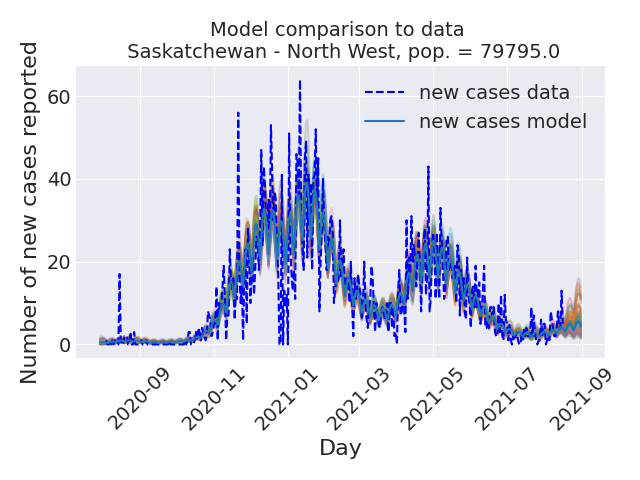 Model comparison to data
Saskatchewan - North West, pop. = 79795.0
Number of new cases reported
60
40
20
0
new cases data
new cases model
2020-09
2020-11
2021-01
2021-03
2021-05
2021-07
2021-09
Day